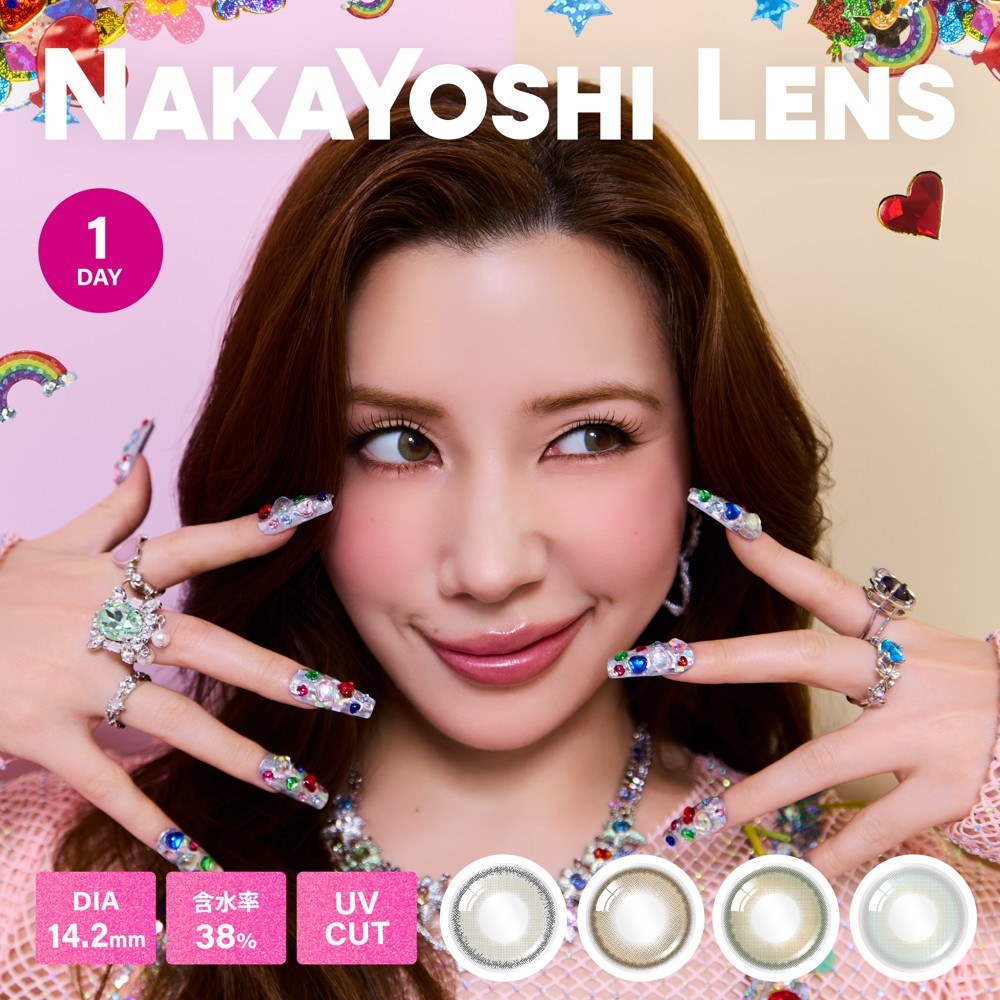 NAKAYOSHI LENS
1
DAY
DIA
14.2mm
含水率
38%
UV
CUT